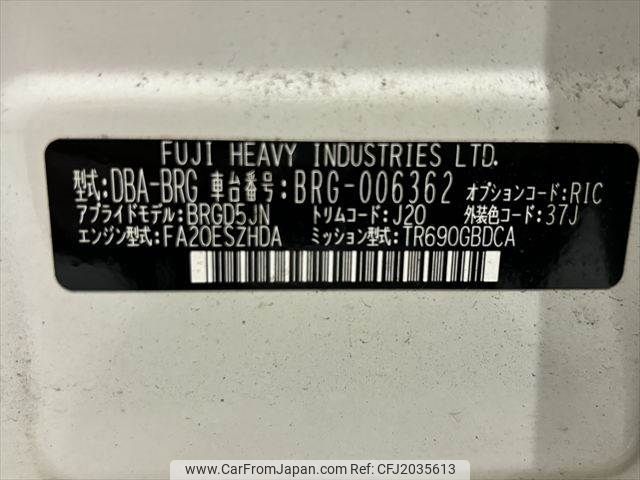 FUJI HEAVY INDUSTRIES LTD.
型式:DBA-BRG 車台番号:BRG-006362 オプションコード:RIC
アプライドモデル:BRGD5JN トリムコード:J20 外装色コード:37J
エンジン型式:FA20ESZHDA ミッション型式:TR690GBDCA
www.CAR-FROM-JAPAN.com / CFJ2035613